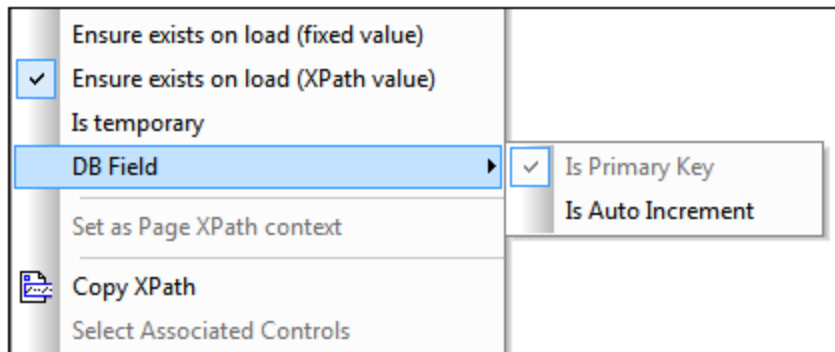 Ensure exists on load (fixed value)
Ensure exists on load (XPath value)
Is temporary
DB Field
Is Primary Key
Is Auto Increment
Set as Page XPath context
Copy XPath
Select Associated Controls